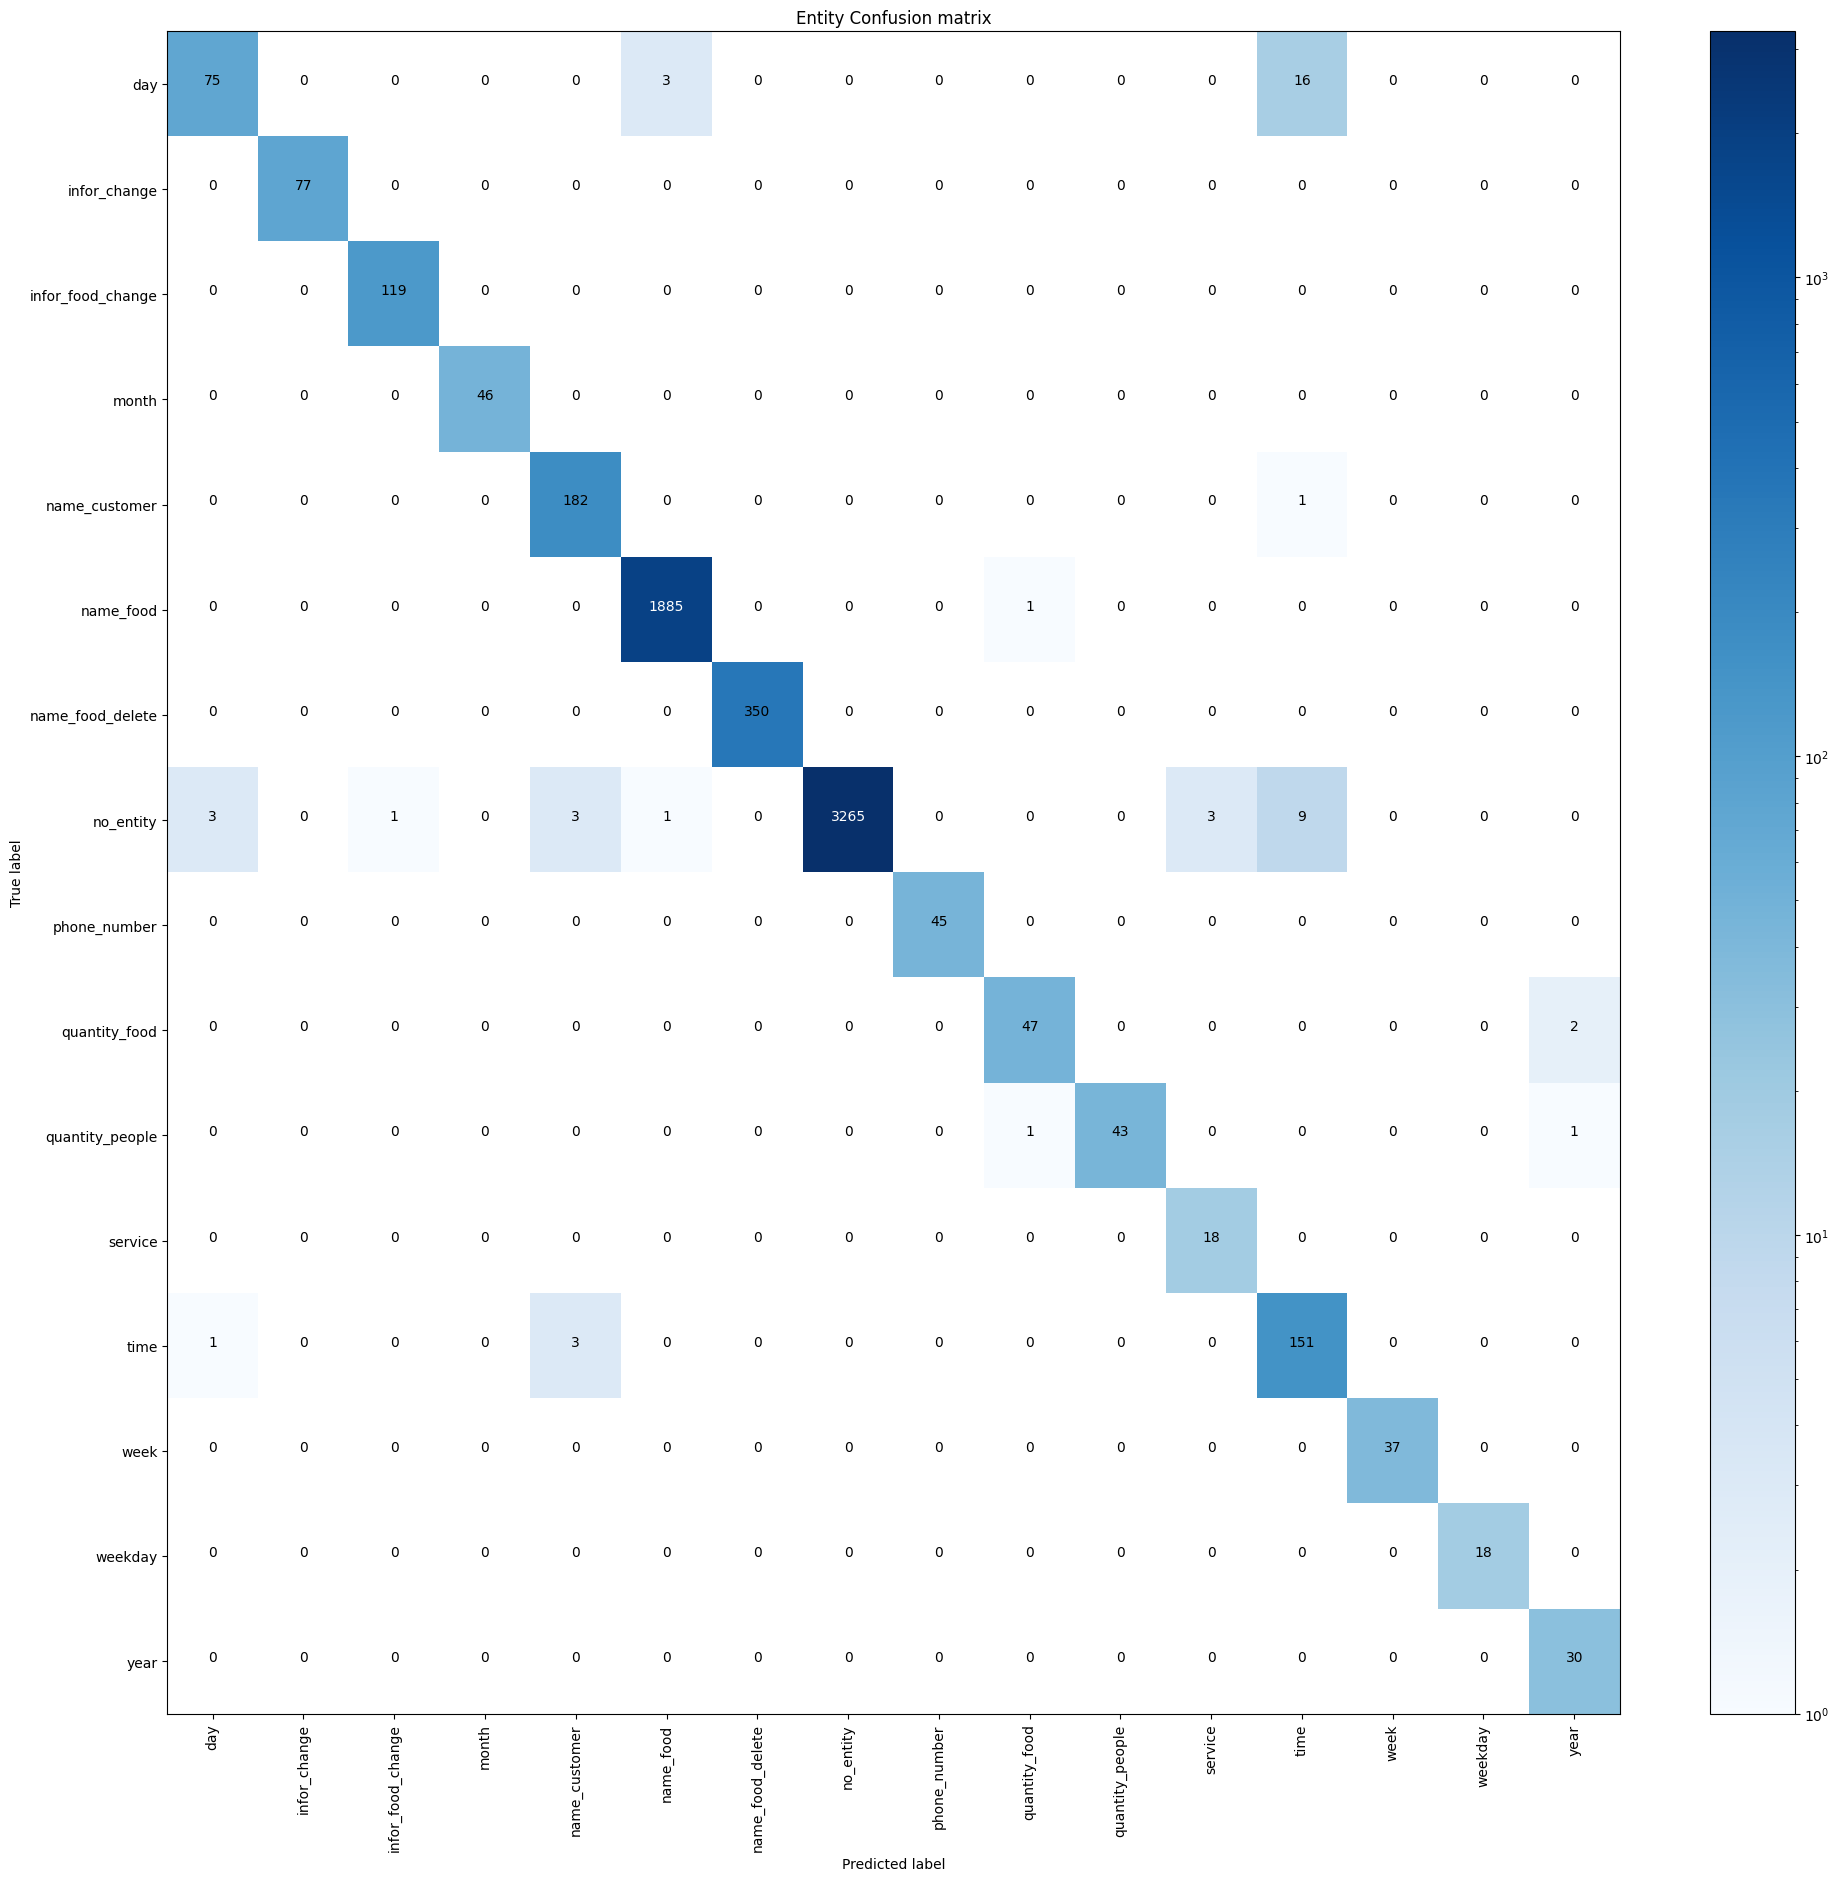 Entity Confusion matrix
day 75 0 0 0 0 3 0 0 0 0 0 0 16 0 0 0
infor_change 0 77 0 0 0 0 0 0 0 0 0 0 0 0 0 0
infor_food_change 0 0 119 0 0 0 0 0 0 0 0 0 0 0 0 0
month 0 0 0 46 0 0 0 0 0 0 0 0 0 0 0 0
name_customer 0 0 0 0 182 0 0 0 0 0 0 0 1 0 0 0
name_food 0 0 0 0 0 1885 0 0 0 1 0 0 0 0 0 0
name_food_delete 0 0 0 0 0 0 350 0 0 0 0 0 0 0 0 0
no_entity 3 0 1 0 3 1 0 3265 0 0 0 3 9 0 0 0
phone_number 0 0 0 0 0 0 0 0 45 0 0 0 0 0 0 0
quantity_food 0 0 0 0 0 0 0 0 0 47 0 0 0 0 0 2
quantity_people 0 0 0 0 0 0 0 0 0 1 43 0 0 0 0 1
service 0 0 0 0 0 0 0 0 0 0 0 18 0 0 0 0
time 1 0 0 0 3 0 0 0 0 0 0 0 151 0 0 0
week 0 0 0 0 0 0 0 0 0 0 0 0 0 37 0 0
weekday 0 0 0 0 0 0 0 0 0 0 0 0 0 0 18 0
year 0 0 0 0 0 0 0 0 0 0 0 0 0 0 0 30
True label
day
infor_change
infor_food_change
month
name_customer
name_food
name_food_delete
no_entity
phone_number
quantity_food
quantity_people
service
time
week
weekday
year
Predicted label
10³
10²
10¹
10⁰